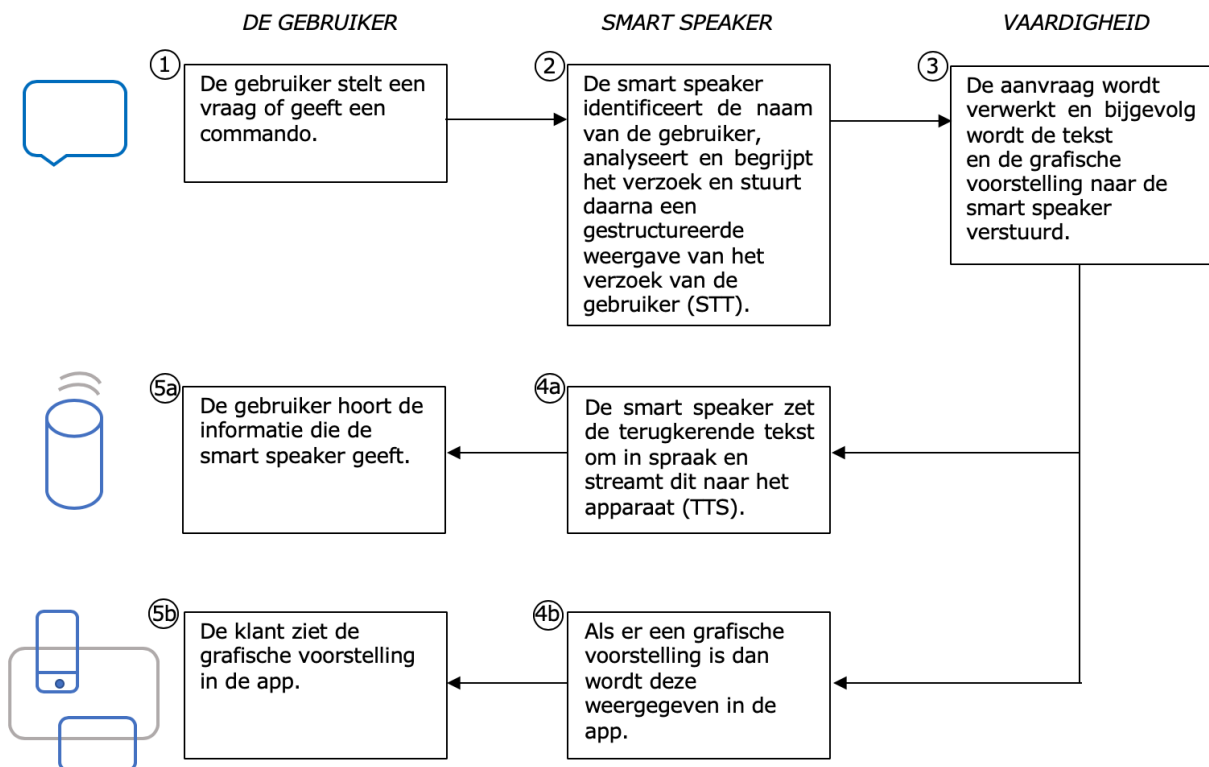 DE GEBRUIKER
SMART SPEAKER
VAARDIGHEID
1
De gebruiker stelt een
vraag of geeft een
commando.
2
De smart speaker
identificeert de naam
van de gebruiker,
analyseert en begrijpt
het verzoek en stuurt
daarna een
gestructureerde
weergave van het
verzoek van de
gebruiker (STT).
3
De aanvraag wordt
verwerkt en bijgevolg
wordt de tekst
en de grafische
voorstelling naar de
smart speaker
verstuurd.
5a
De gebruiker hoort de
informatie die de
smart speaker geeft.
4a
De smart speaker zet
de terugkerende tekst
om in spraak en
streamt dit naar het
apparaat (TTS).
5b
De klant ziet de
grafische voorstelling
in de app.
4b
Als er een grafische
voorstelling is dan
wordt deze
weergegeven in de
app.